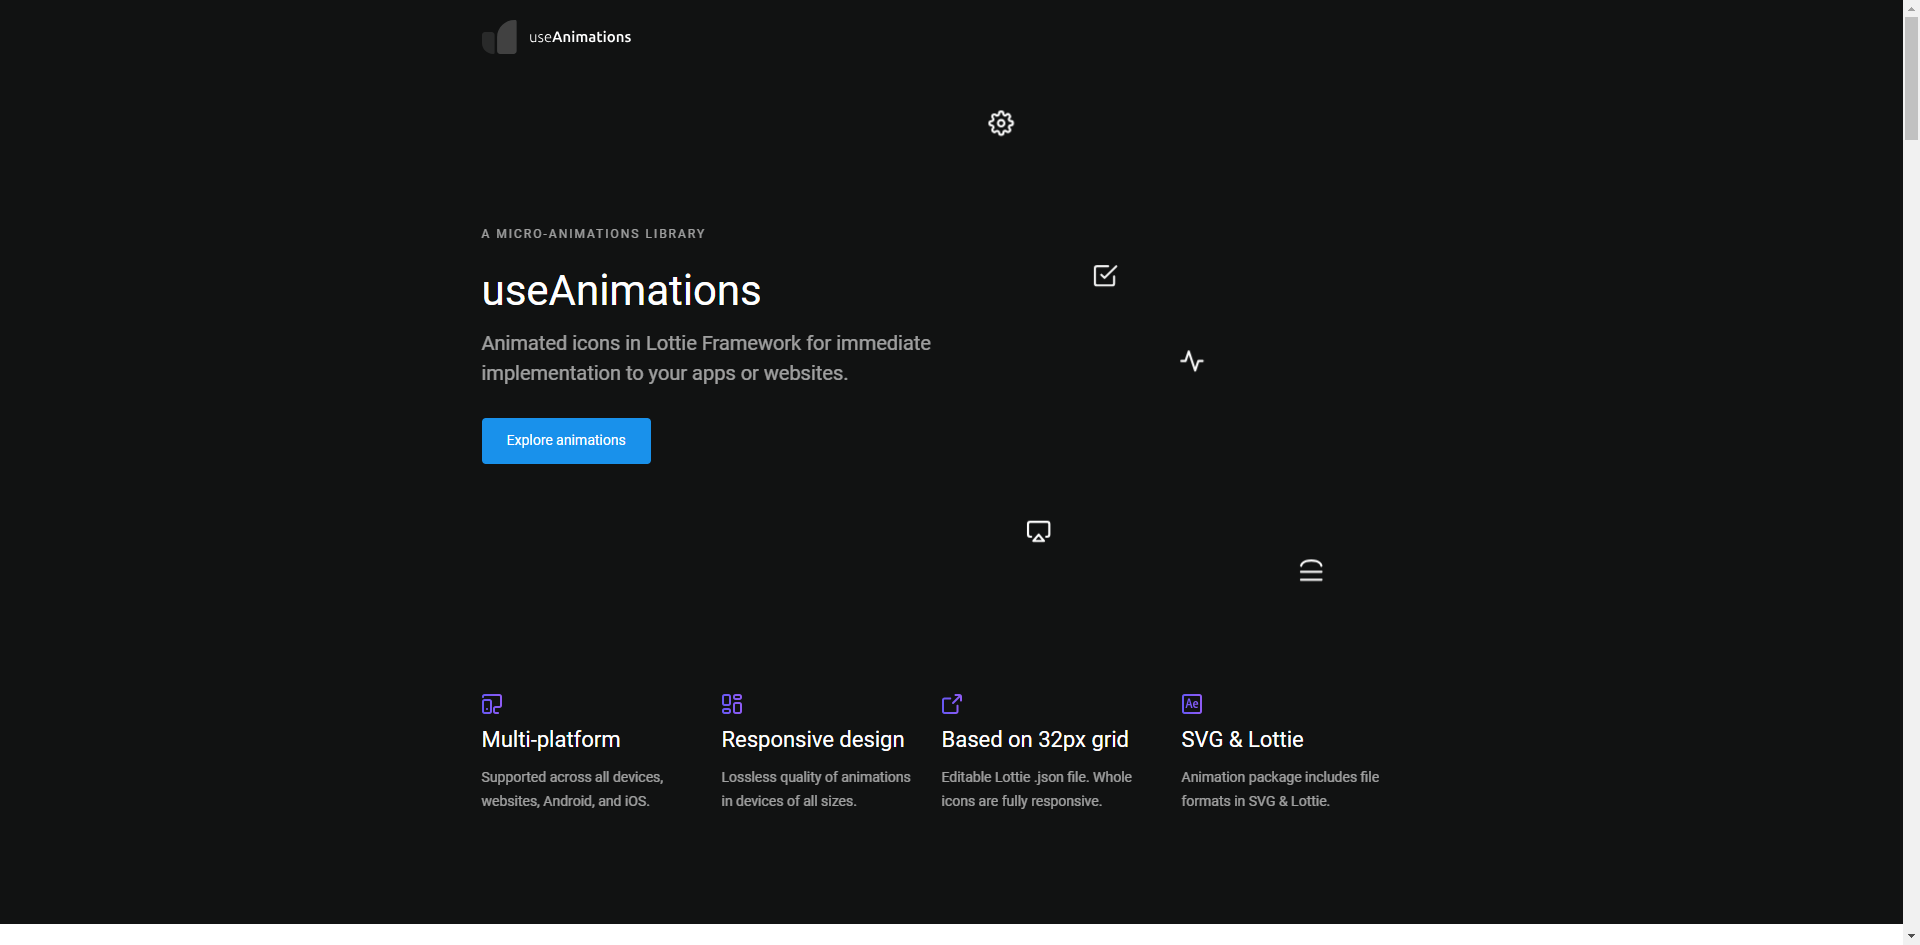 useAnimations
A MICRO-ANIMATIONS LIBRARY
useAnimations
Animated icons in Lottie Framework for immediate
implementation to your apps or websites.
Explore animations
Multi-platform
Supported across all devices,
websites, Android, and iOS.
Responsive design
Lossless quality of animations
in devices of all sizes.
Based on 32px grid
Editable Lottie .json file. Whole
icons are fully responsive.
Ae
SVG & Lottie
Animation package includes file
formats in SVG & Lottie.